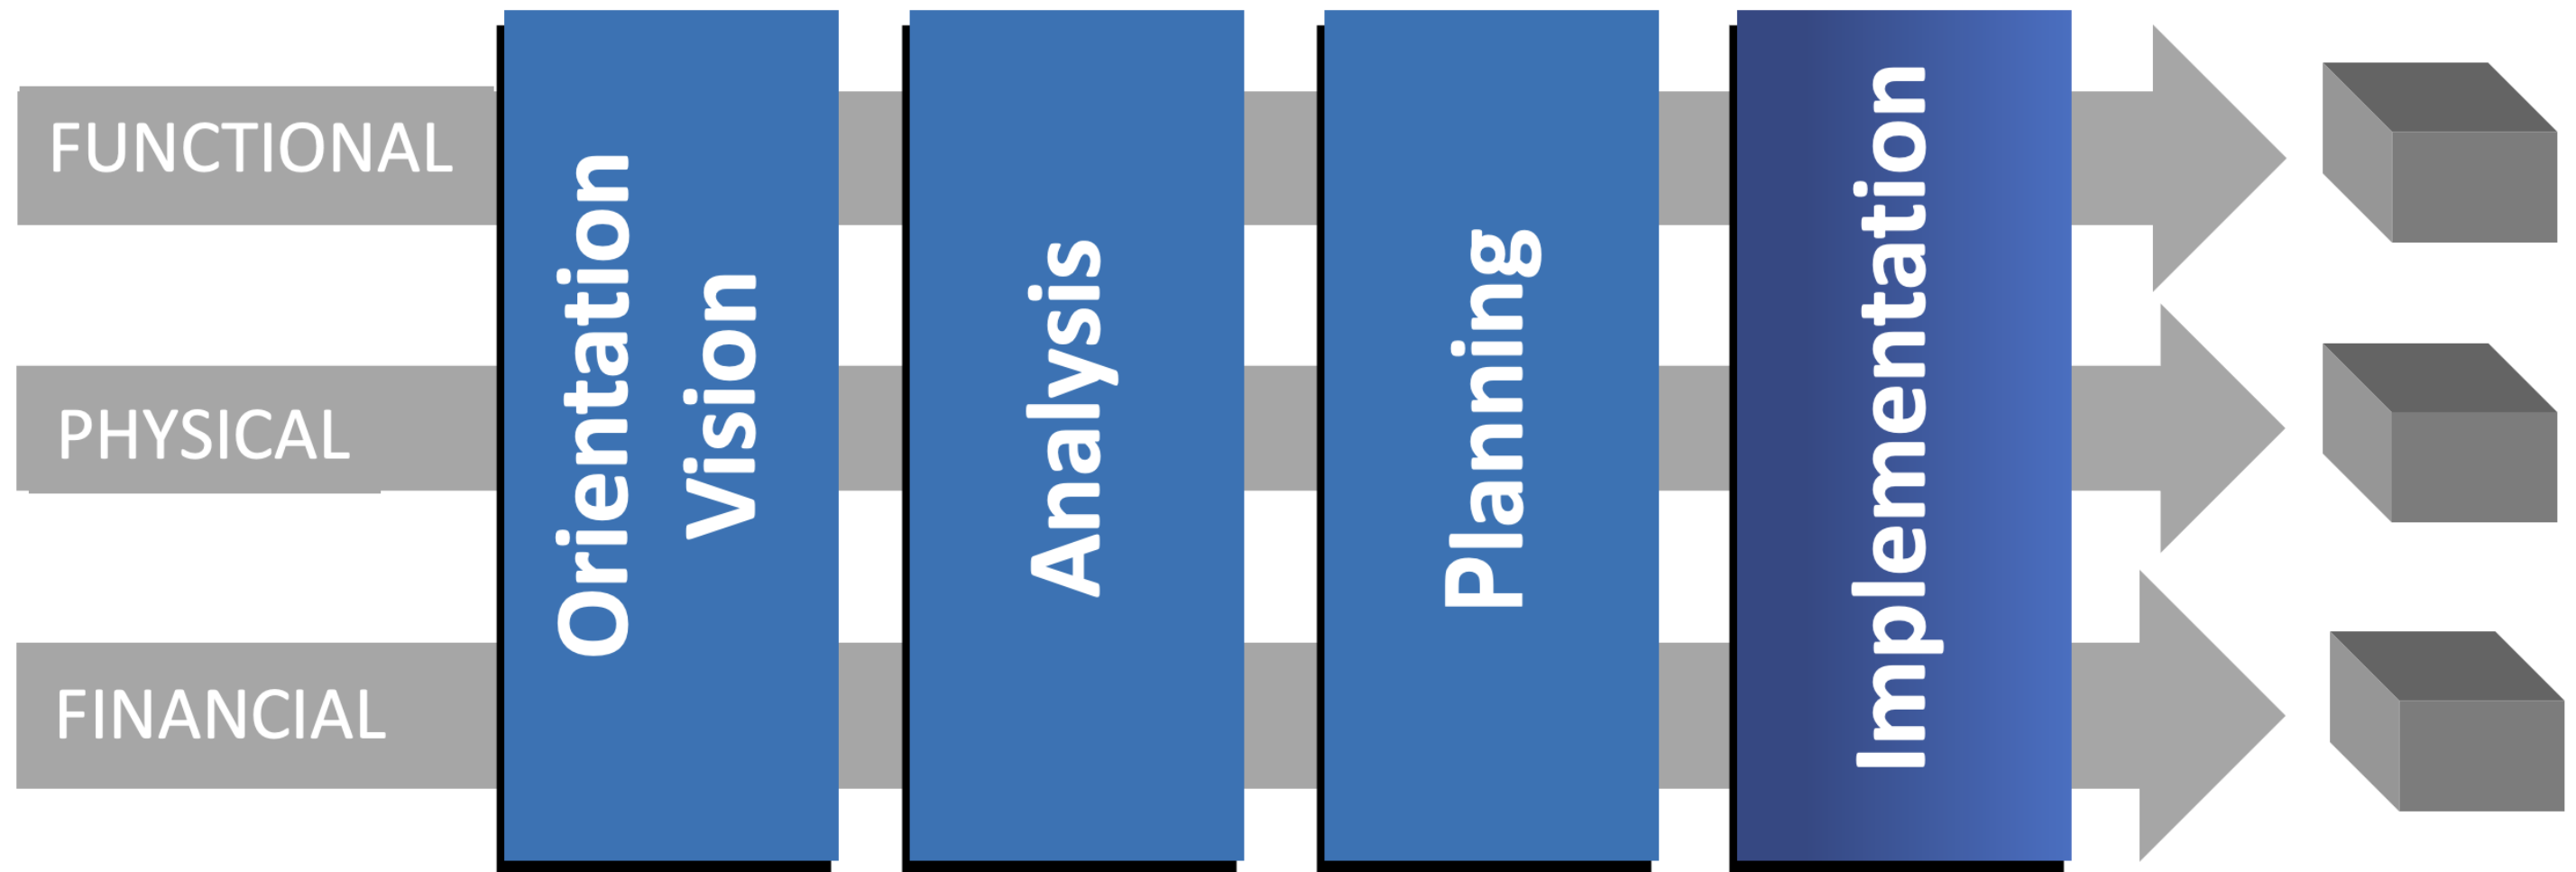 FUNCTIONAL
PHYSICAL
FINANCIAL
Orientation
Vision
Analysis
Planning
Implementation